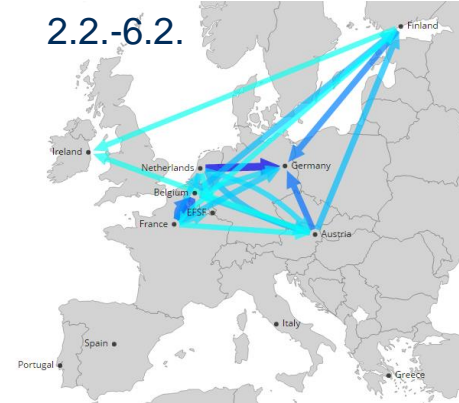 2.2.-6.2.
Finland
Ireland
Netherlands
Germany
Belgium
EFSF
France
Austria
Italy
Spain
Portugal
Greece